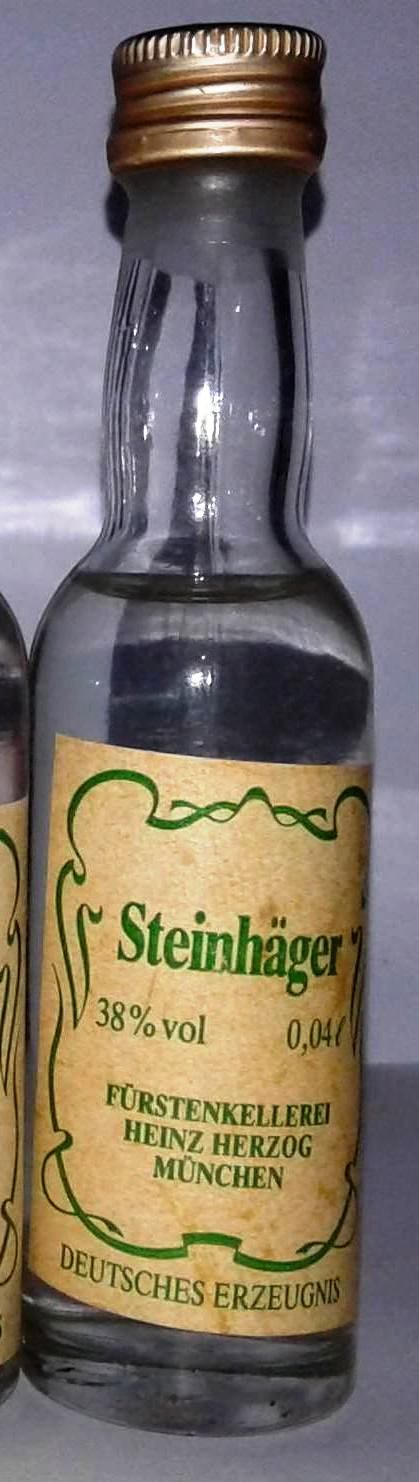 Steinhäger
38% vol 0,04 ℓ
FÜRSTENKELLEREI
HEINZ HERZOG
MÜNCHEN
DEUTSCHES ERZEUGNIS